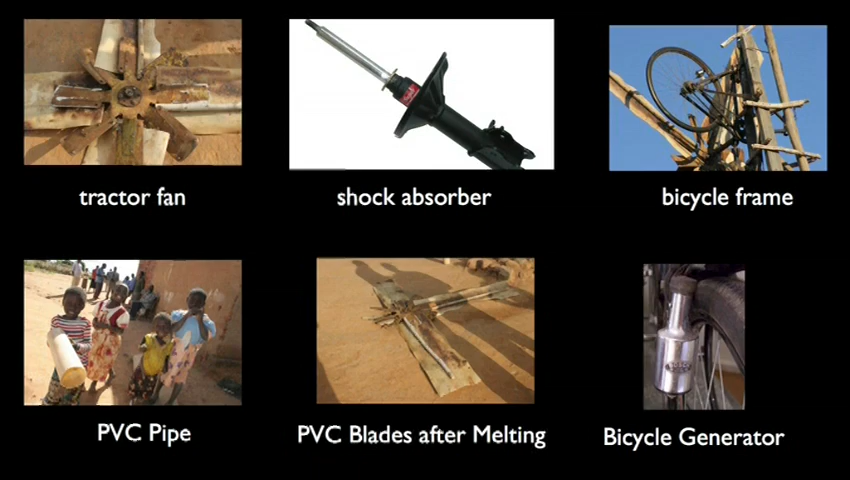 tractor fan
shock absorber
bicycle frame
PVC Pipe
PVC Blades after Melting
Bicycle Generator